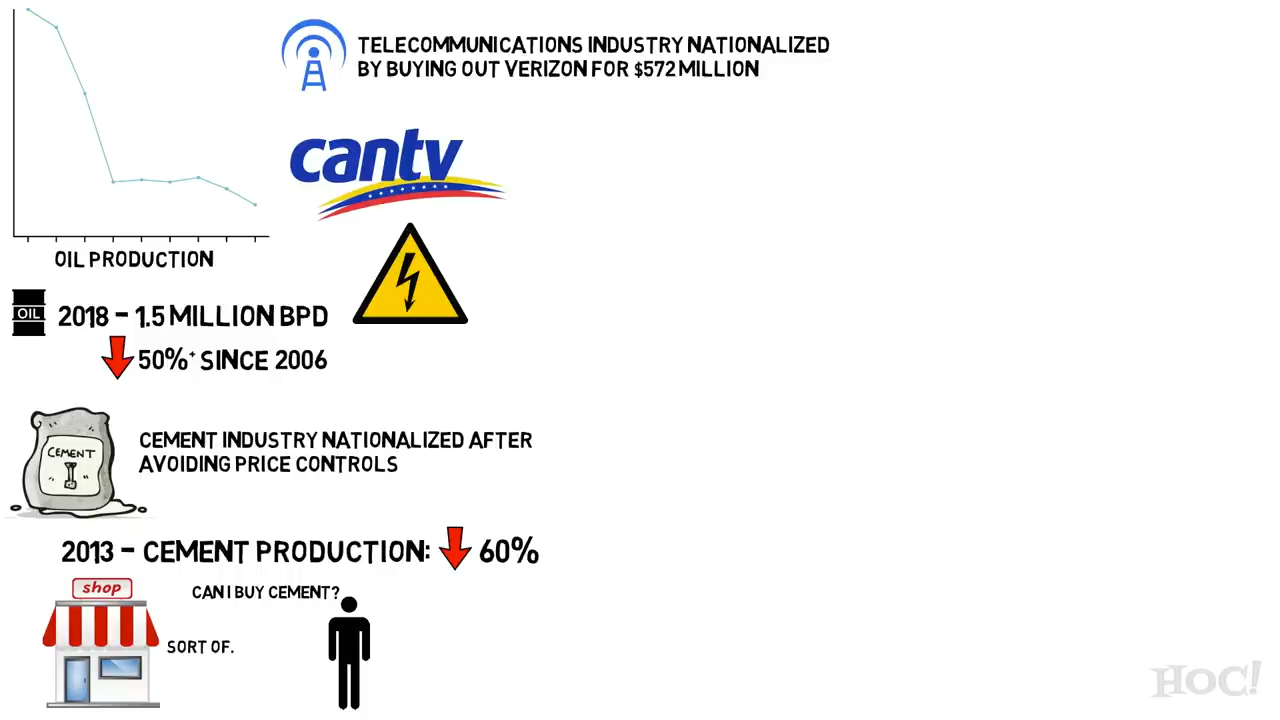 TELECOMMUNICATIONS INDUSTRY NATIONALIZED
BY BUYING OUT VERIZON FOR $572 MILLION
cantv
OIL PRODUCTION
OIL
2018 - 1.5 MILLION BPD
50%+ SINCE 2006
CEMENT
CEMENT INDUSTRY NATIONALIZED AFTER
AVOIDING PRICE CONTROLS
2013 - CEMENT PRODUCTION: 60%
shop
CAN I BUY CEMENT?
SORT OF.
HOC!